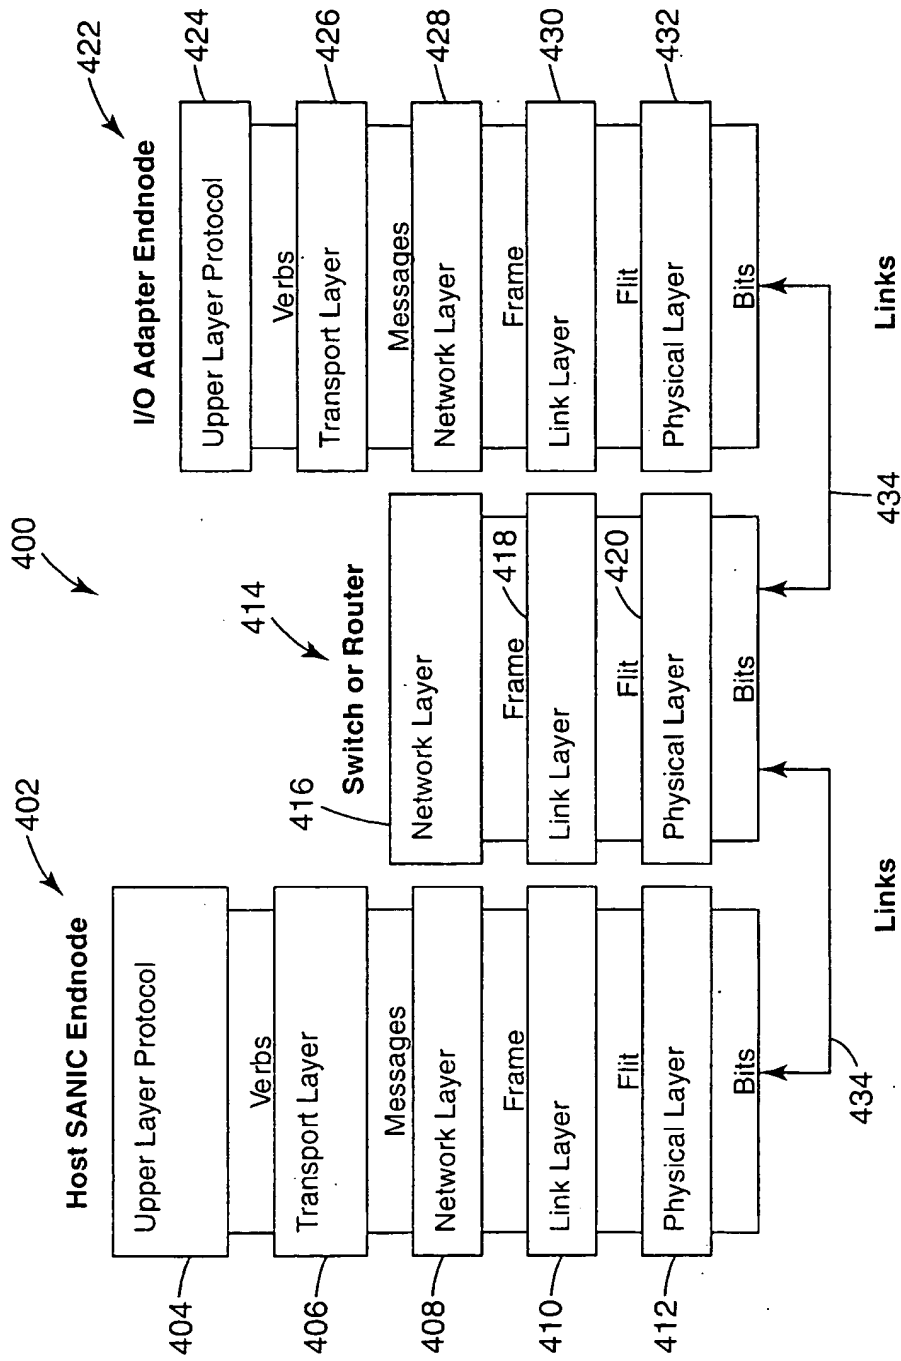 400
Host SANIC Endnode
402
Upper Layer Protocol
404
Verbs
Transport Layer
406
Messages
Network Layer
408
Frame
Link Layer
410
Flit
Physical Layer
412
Bits
414
Switch or Router
416
Network Layer
Frame
418
Link Layer
Flit
420
Physical Layer
Bits
422
I/O Adapter Endnode
Upper Layer Protocol
424
Verbs
Transport Layer
426
Messages
Network Layer
428
Frame
Link Layer
430
Flit
Physical Layer
432
Bits
434
Links
434
Links